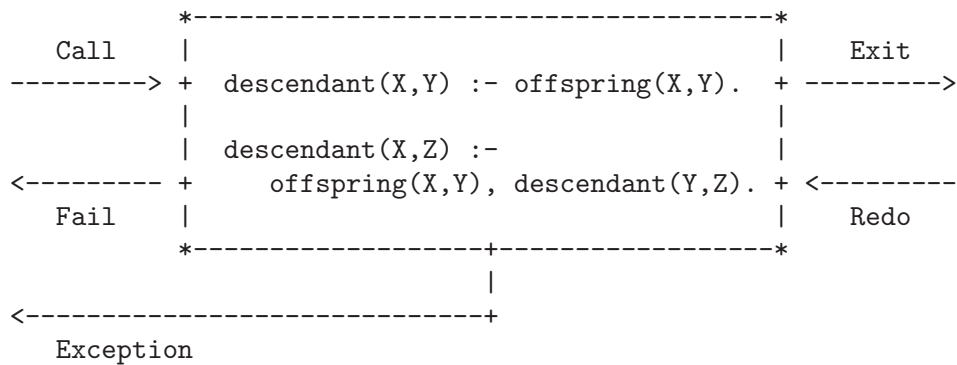 *--------------------------------------*
Call | | Exit
---------> + descendant(X,Y) :- offspring(X,Y). + --------->
| |
| descendant(X,Z) :- |
<--------- + offspring(X,Y), descendant(Y,Z). + <---------
Fail | | Redo
*-------------------+------------------*
|
<------------------------------+
Exception